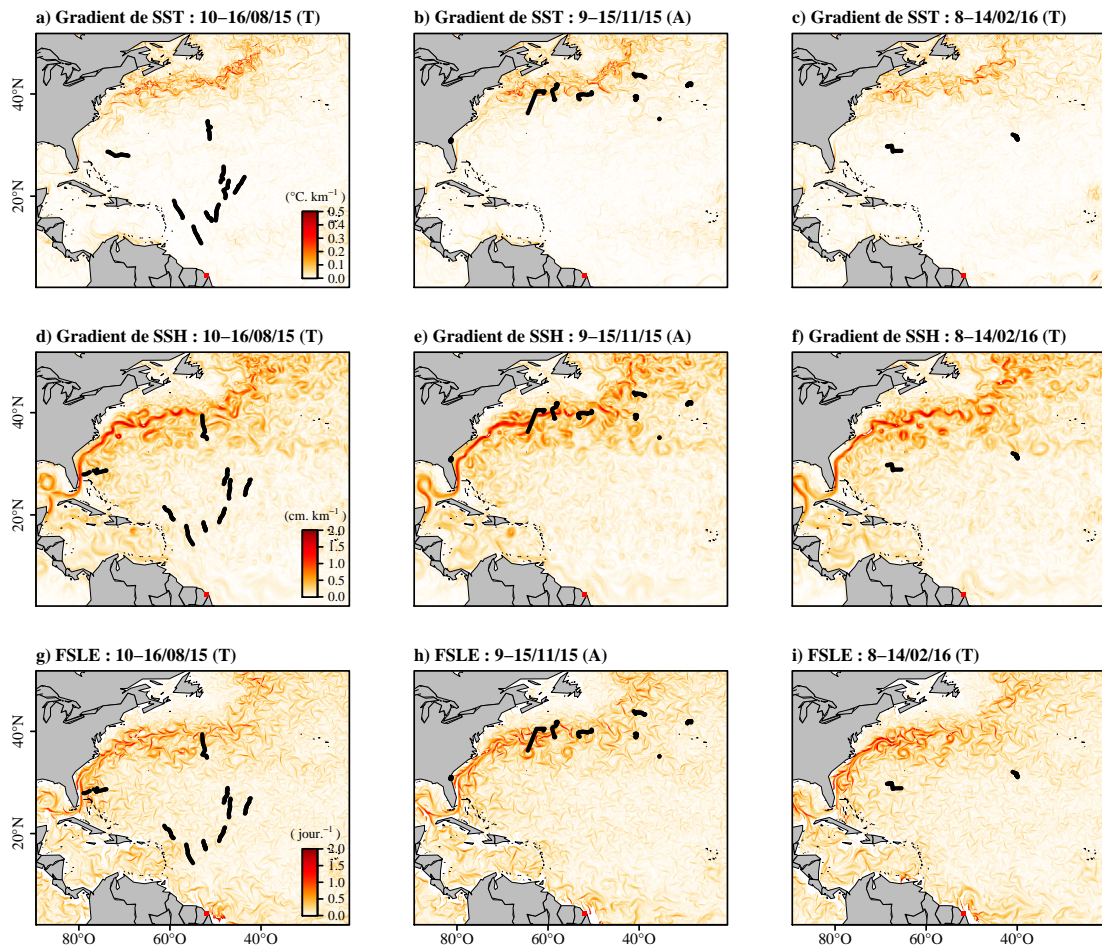 a) Gradient de SST : 10−16/08/15 (T)
b) Gradient de SST : 9−15/11/15 (A)
c) Gradient de SST : 8−14/02/16 (T)
40°N
20°N
(°C. km⁻¹)
0.5
0.4
0.3
0.2
0.1
0.0
d) Gradient de SSH : 10−16/08/15 (T)
e) Gradient de SSH : 9−15/11/15 (A)
f) Gradient de SSH : 8−14/02/16 (T)
40°N
20°N
(cm. km⁻¹)
2.0
1.5
1.0
0.5
0.0
g) FSLE : 10−16/08/15 (T)
h) FSLE : 9−15/11/15 (A)
i) FSLE : 8−14/02/16 (T)
40°N
20°N
( jour.⁻¹)
2.0
1.5
1.0
0.5
0.0
80°O 60°O 40°O
80°O 60°O 40°O
80°O 60°O 40°O